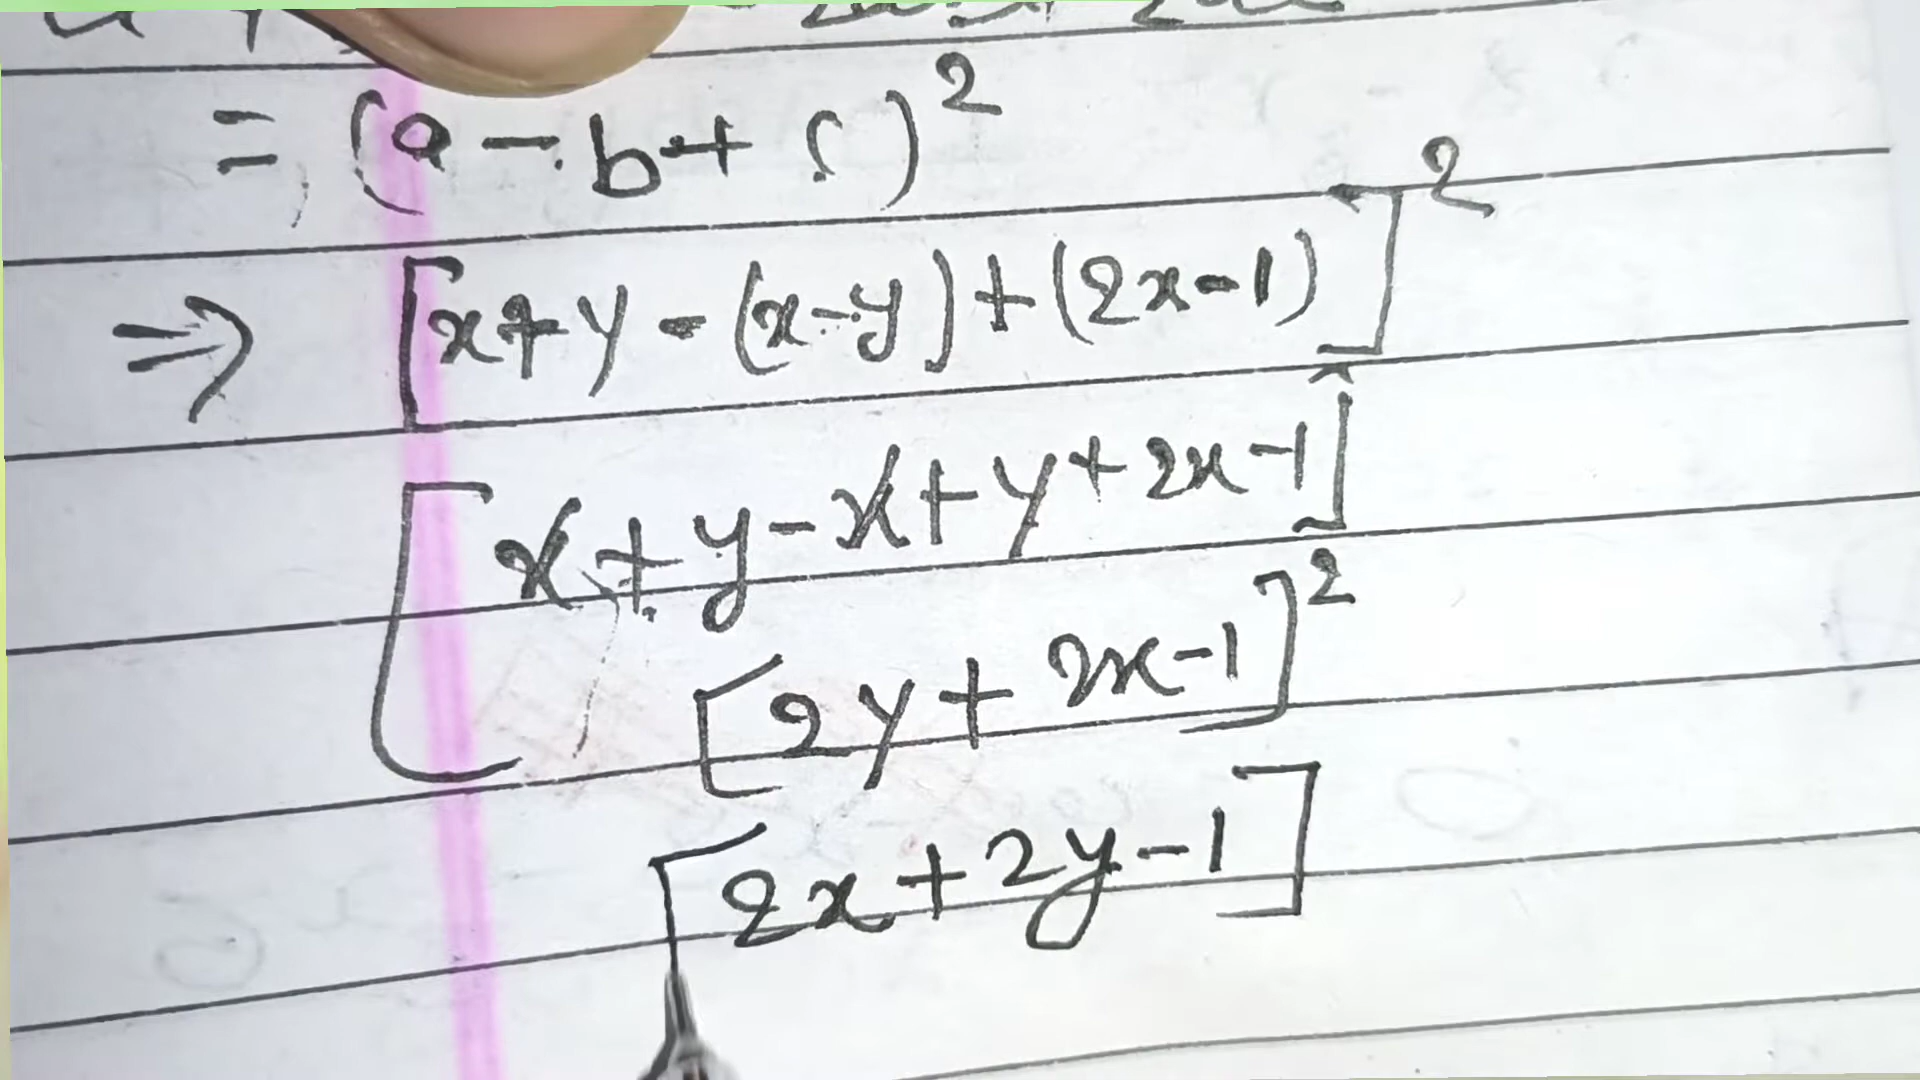 = (a - b + c)²
⇒ [x + y - (x - y) + (2x - 1)]²
[x + y - x + y + 2x - 1]
[2y + 2x - 1]²
[2x + 2y - 1]